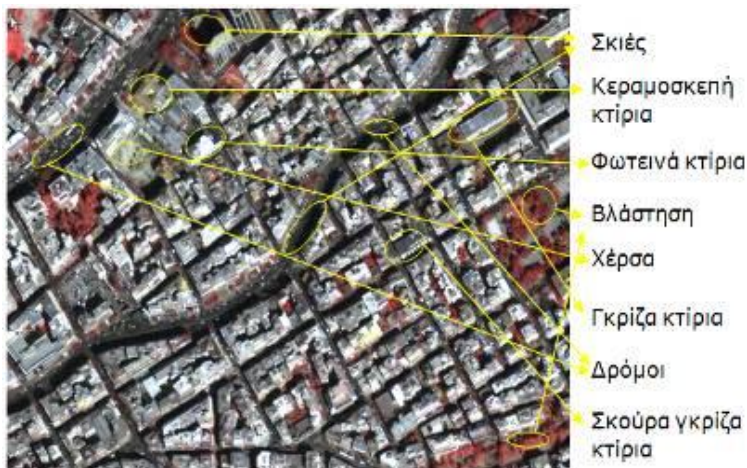 Σκιές
Κεραμοσκεπή
κτίρια
Φωτεινά κτίρια
Βλάστηση
Χέρσα
Γκρίζα κτίρια
Δρόμοι
Σκούρα γκρίζα
κτίρια